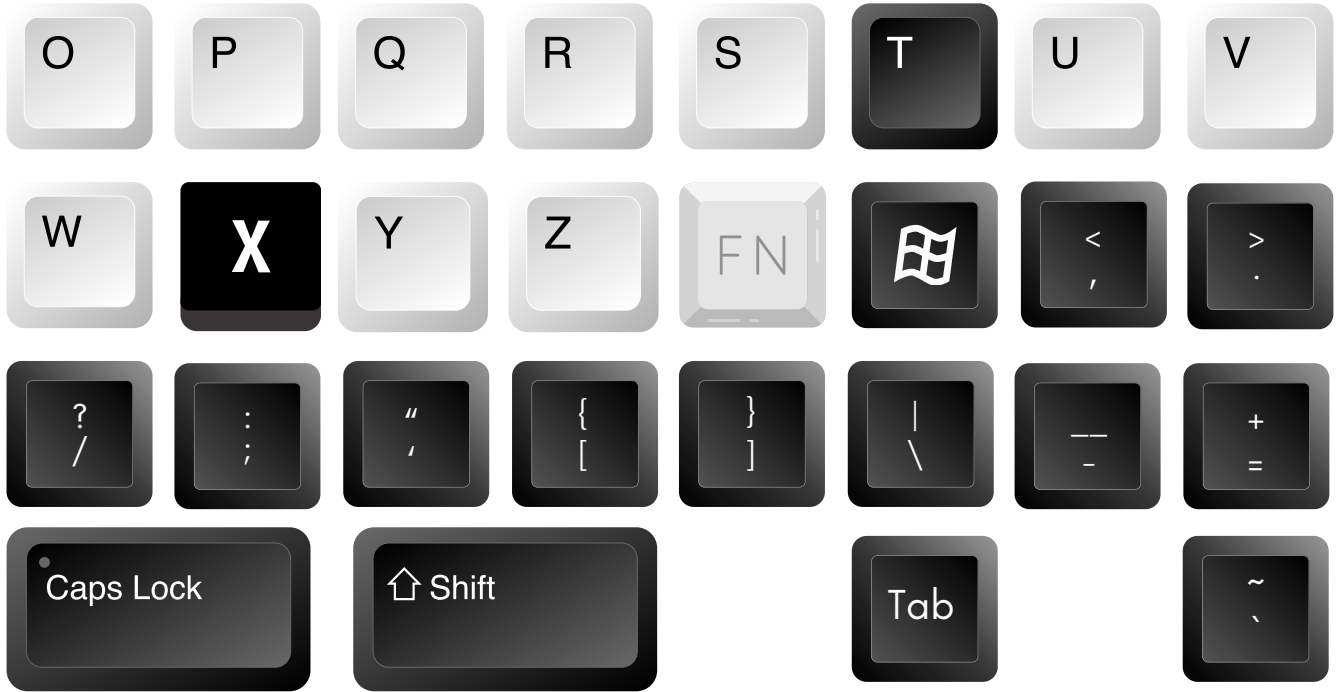 O P Q R S T U V
W X Y Z FN < >
, .
? : “ { } | __ +
/ ; ‘ [ ] \ - =
Caps Lock Shift Tab ~
`